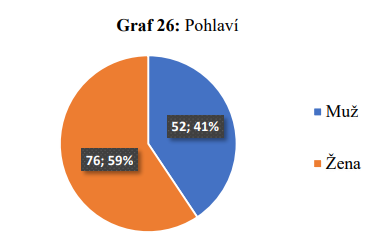 Graf 26: Pohlaví
52; 41%
Muž
76; 59%
Žena